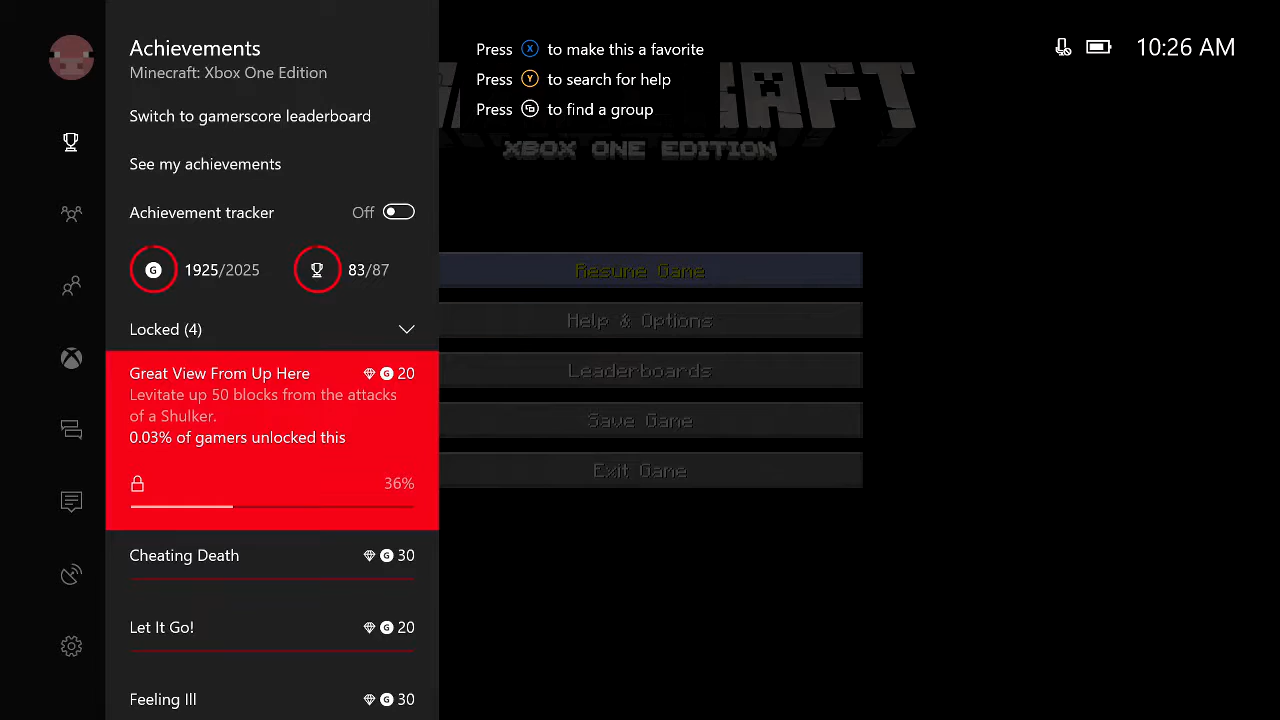 Achievements
Minecraft: Xbox One Edition
Switch to gamerscore leaderboard
See my achievements
Achievement tracker Off
G 1925/2025 83/87
Locked (4)
Great View From Up Here G 20
Levitate up 50 blocks from the attacks
of a Shulker.
0.03% of gamers unlocked this
36%
Cheating Death G 30
Let It Go! G 20
Feeling Ill G 30
Press X to make this a favorite
Press Y to search for help
Press to find a group
10:26 AM
XBOX ONE EDITION
Resume Game
Help & Options
Leaderboards
Save Game
Exit Game